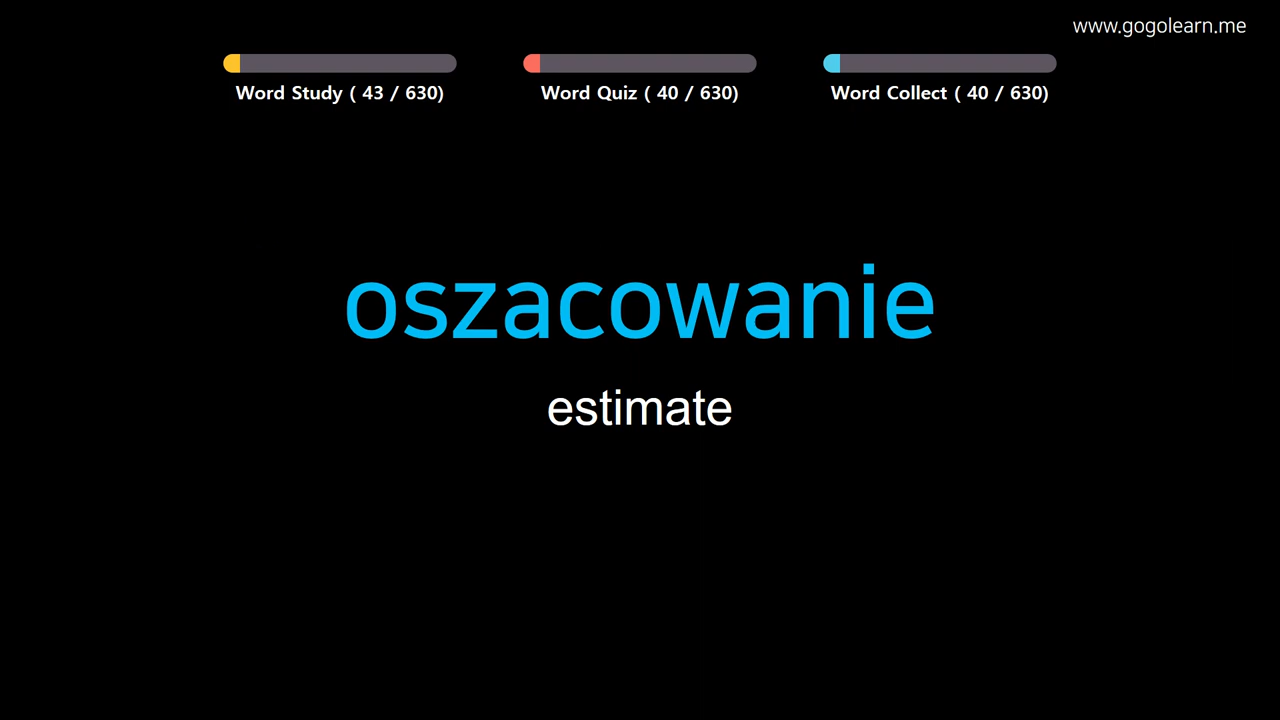 www.gogolearn.me
Word Study ( 43 / 630)
Word Quiz ( 40 / 630)
Word Collect ( 40 / 630)
oszacowanie
estimate